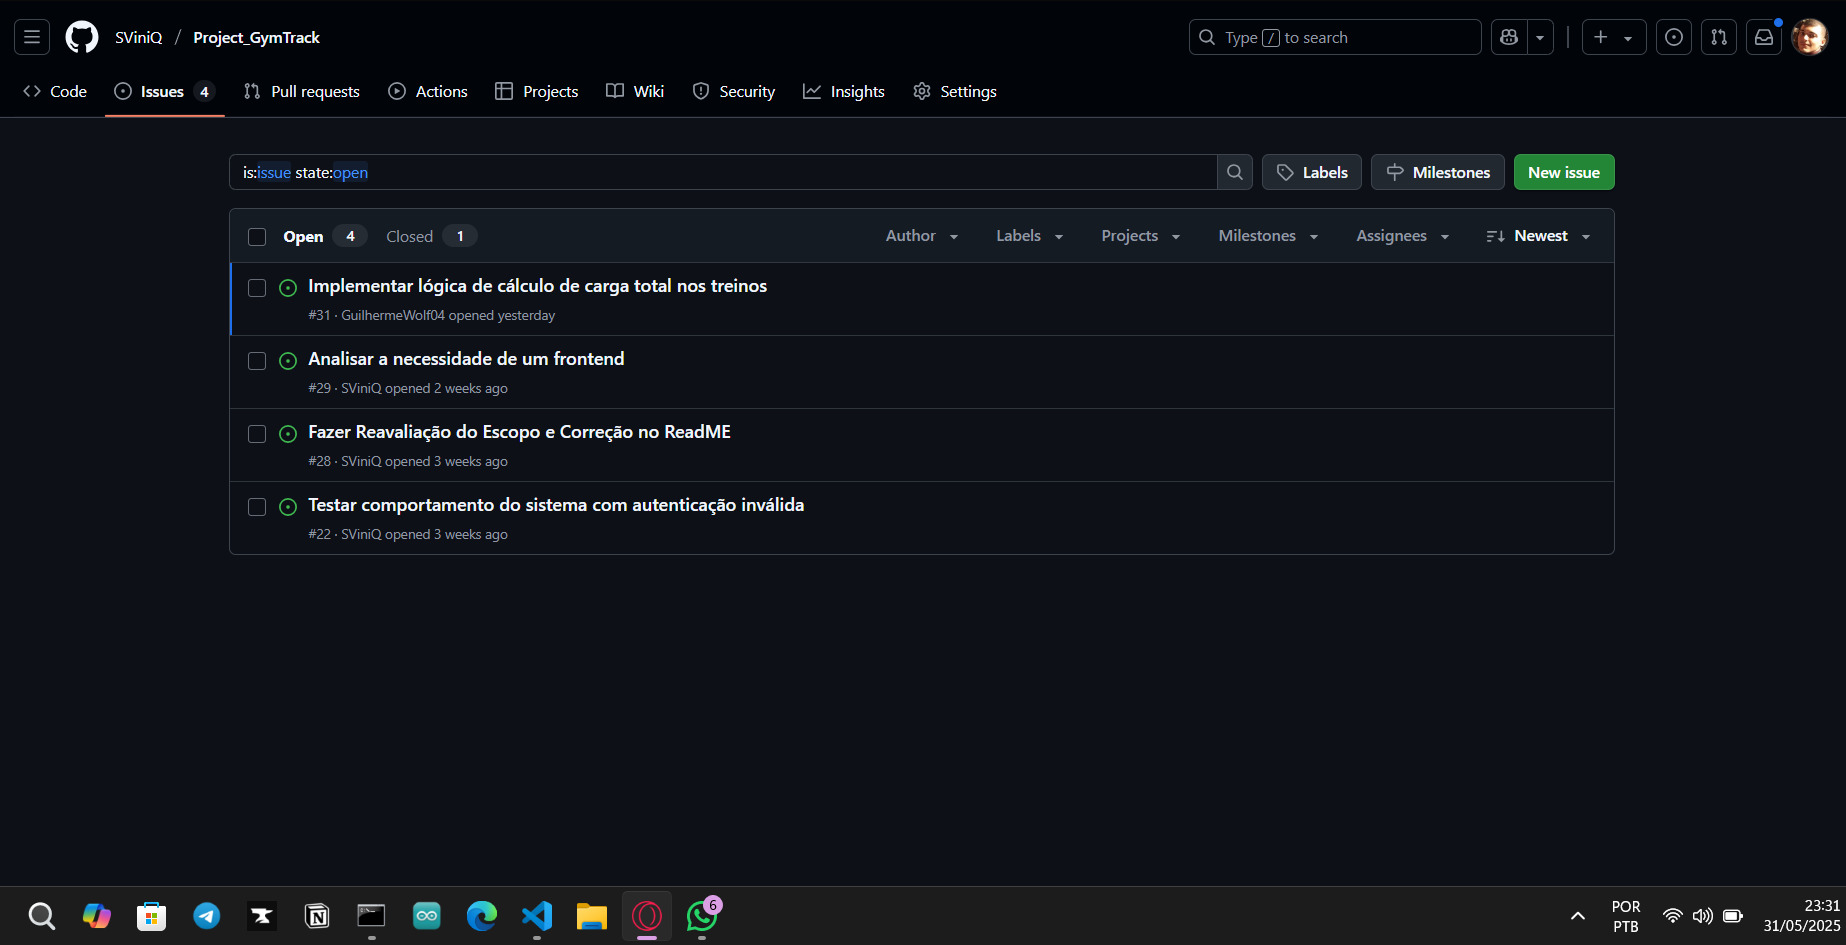 SViniQ / Project_GymTrack
Type / to search
Code
Issues 4
Pull requests
Actions
Projects
Wiki
Security
Insights
Settings
is:issue state:open
Labels
Milestones
New issue
Open 4
Closed 1
Author
Labels
Projects
Milestones
Assignees
Newest
Implementar lógica de cálculo de carga total nos treinos
#31 · GuilhermeWolf04 opened yesterday
Analisar a necessidade de um frontend
#29 · SViniQ opened 2 weeks ago
Fazer Reavaliação do Escopo e Correção no ReadME
#28 · SViniQ opened 3 weeks ago
Testar comportamento do sistema com autenticação inválida
#22 · SViniQ opened 3 weeks ago
6
POR
PTB
23:31
31/05/2025